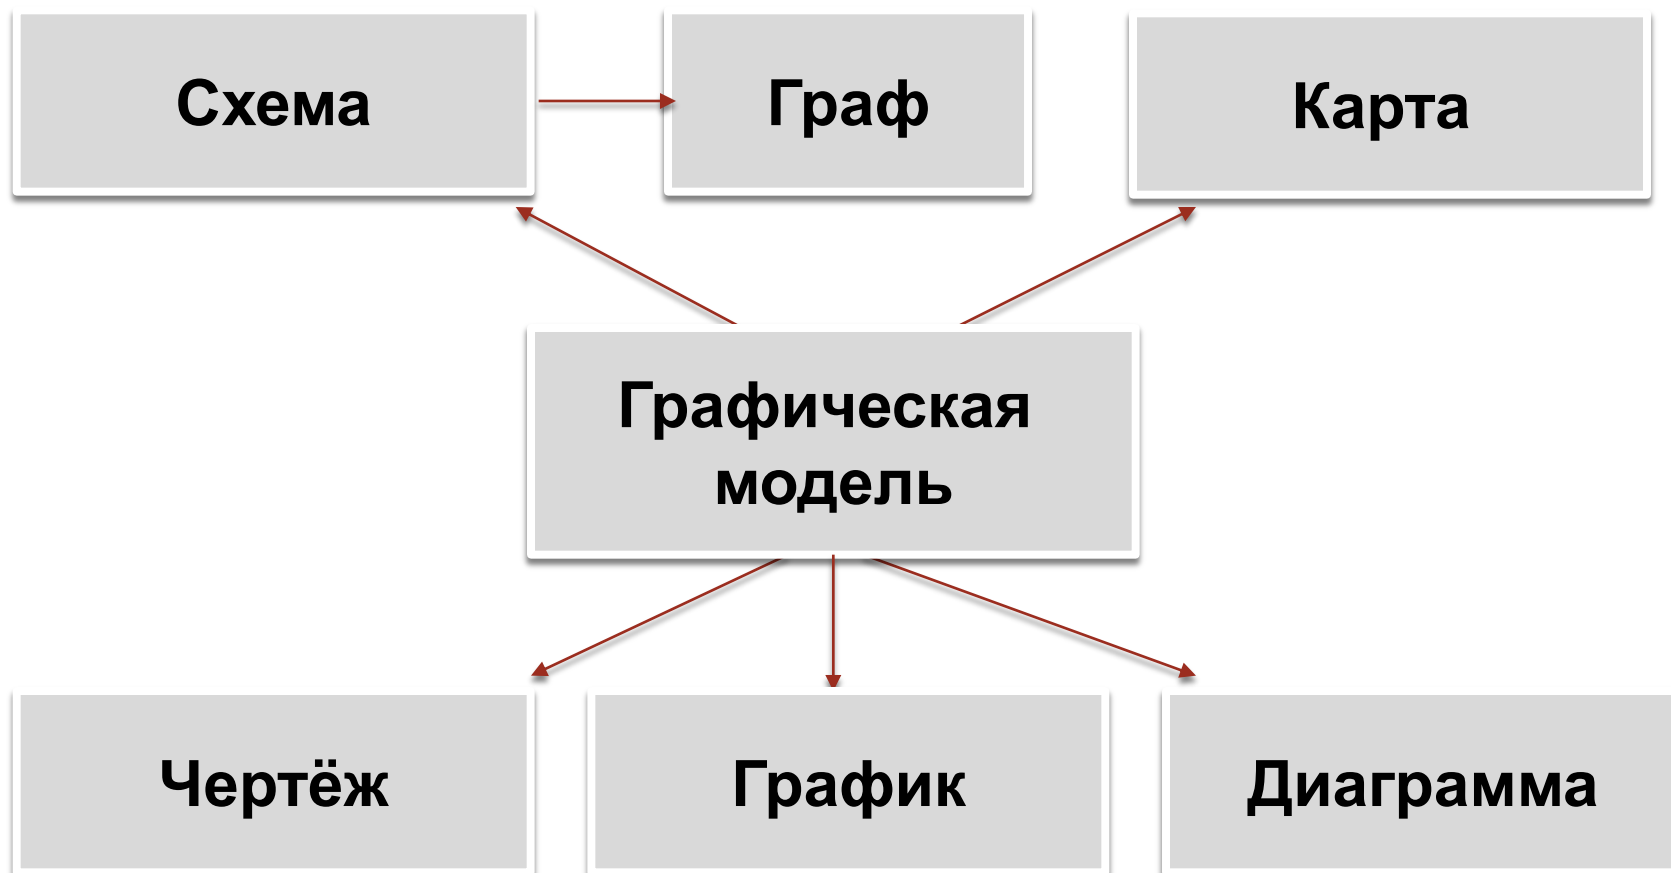 Схема
Граф
Карта
Графическая
модель
Чертёж
График
Диаграмма